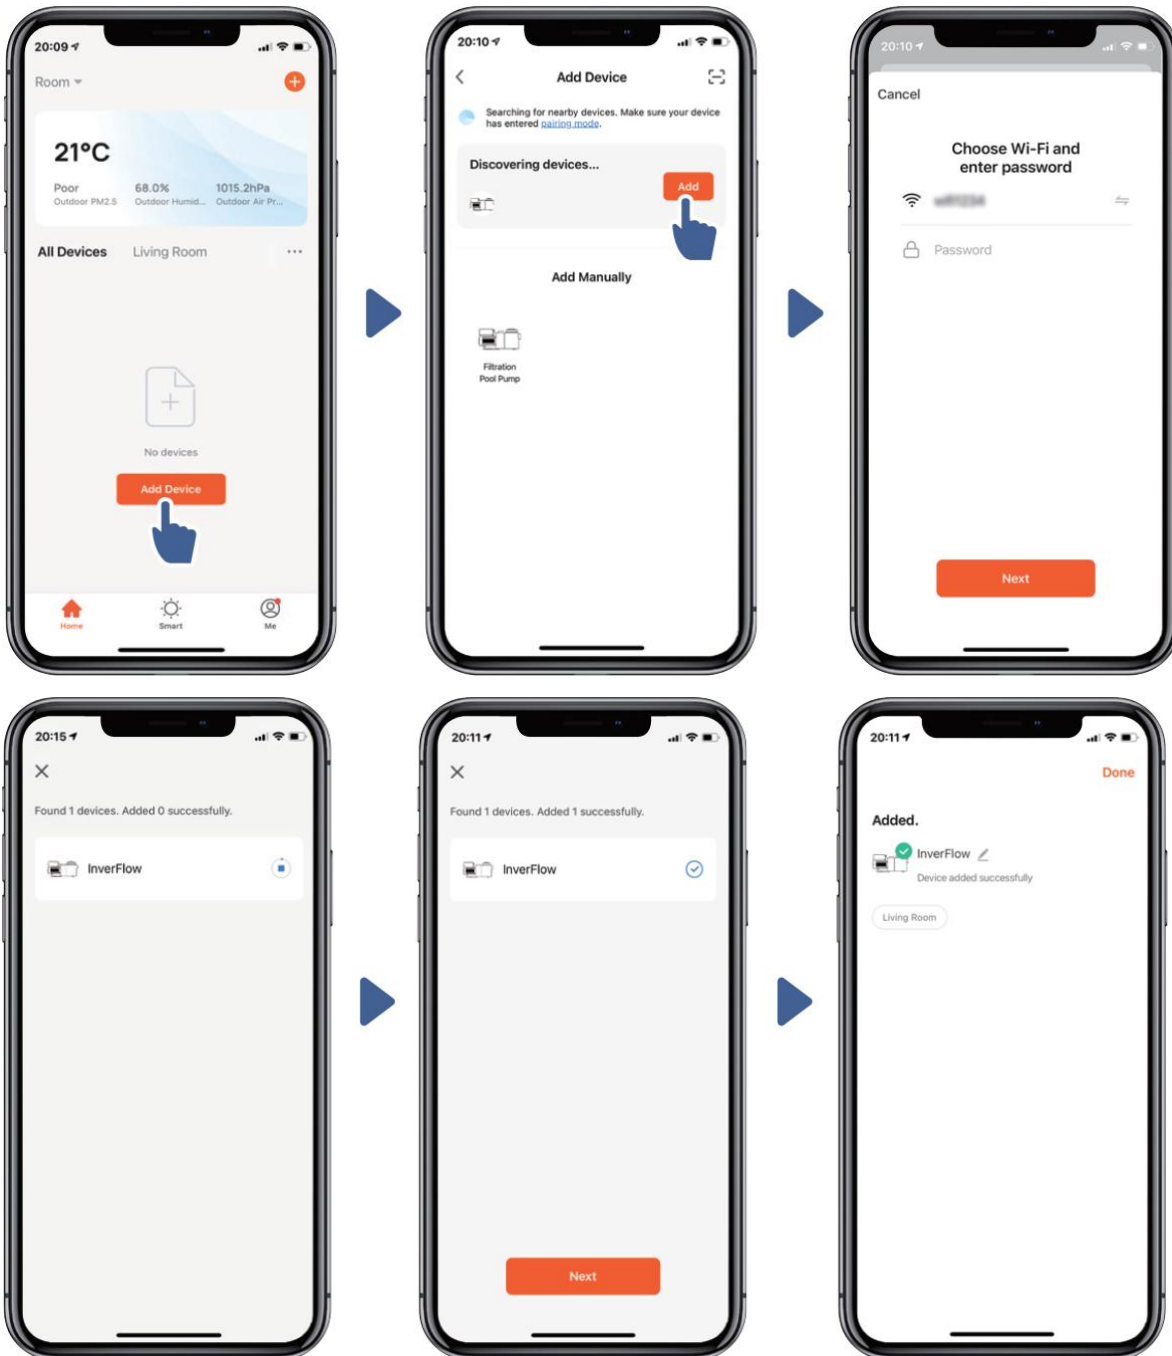 20:09
Room
21°C
Poor 68.0% 1015.2hPa
Outdoor PM2.5 Outdoor Humid... Outdoor Air Pr...
All Devices Living Room ...
No devices
Add Device
Home Smart Me
20:10
Add Device
Searching for nearby devices. Make sure your device
has entered pairing mode.
Discovering devices...
Add
Add Manually
Filtration
Pool Pump
20:10
Cancel
Choose Wi-Fi and
enter password
Password
Next
20:15
Found 1 devices. Added 0 successfully.
InverFlow
20:11
Found 1 devices. Added 1 successfully.
InverFlow
Next
20:11
Done
Added.
InverFlow
Device added successfully
Living Room